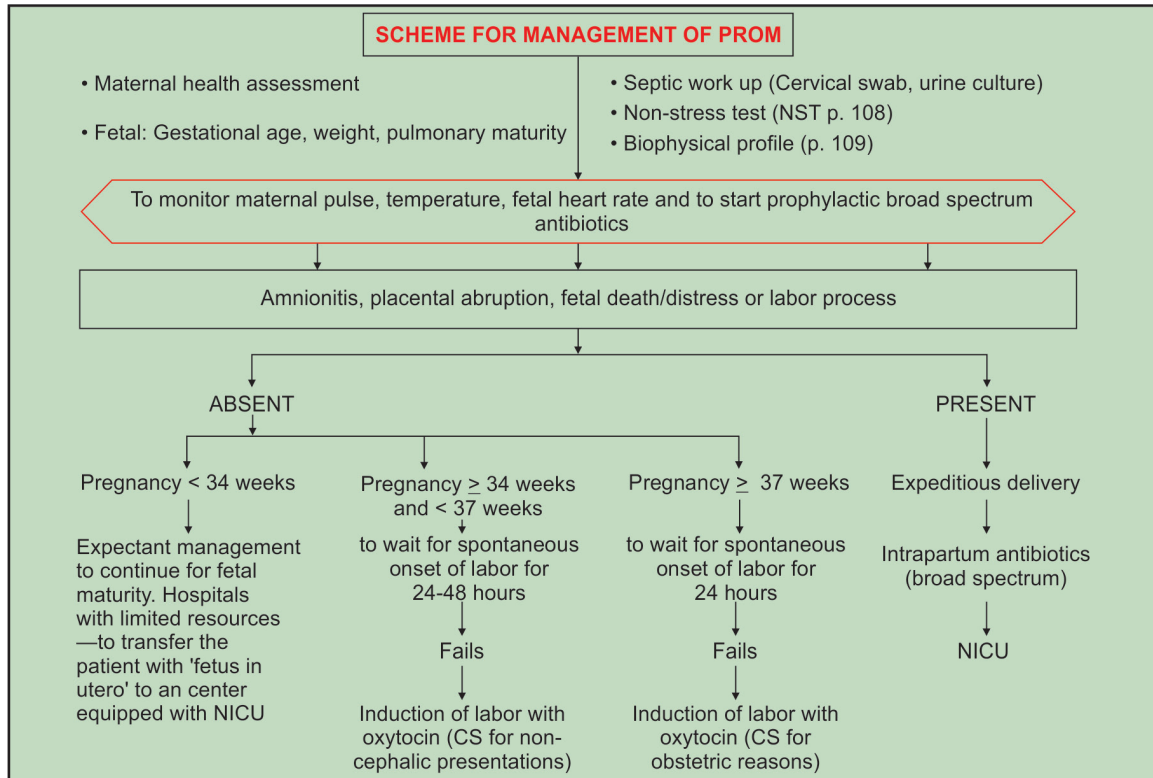 SCHEME FOR MANAGEMENT OF PROM
• Maternal health assessment
• Fetal: Gestational age, weight, pulmonary maturity
• Septic work up (Cervical swab, urine culture)
• Non-stress test (NST p. 108)
• Biophysical profile (p. 109)
To monitor maternal pulse, temperature, fetal heart rate and to start prophylactic broad spectrum
antibiotics
Amnionitis, placental abruption, fetal death/distress or labor process
ABSENT
PRESENT
Pregnancy < 34 weeks
Expectant management
to continue for fetal
maturity. Hospitals
with limited resources
—to transfer the
patient with 'fetus in
utero' to an center
equipped with NICU
Pregnancy ≥ 34 weeks
and < 37 weeks
to wait for spontaneous
onset of labor for
24-48 hours
Fails
Induction of labor with
oxytocin (CS for non-
cephalic presentations)
Pregnancy ≥ 37 weeks
to wait for spontaneous
onset of labor for
24 hours
Fails
Induction of labor with
oxytocin (CS for
obstetric reasons)
Expeditious delivery
Intrapartum antibiotics
(broad spectrum)
NICU